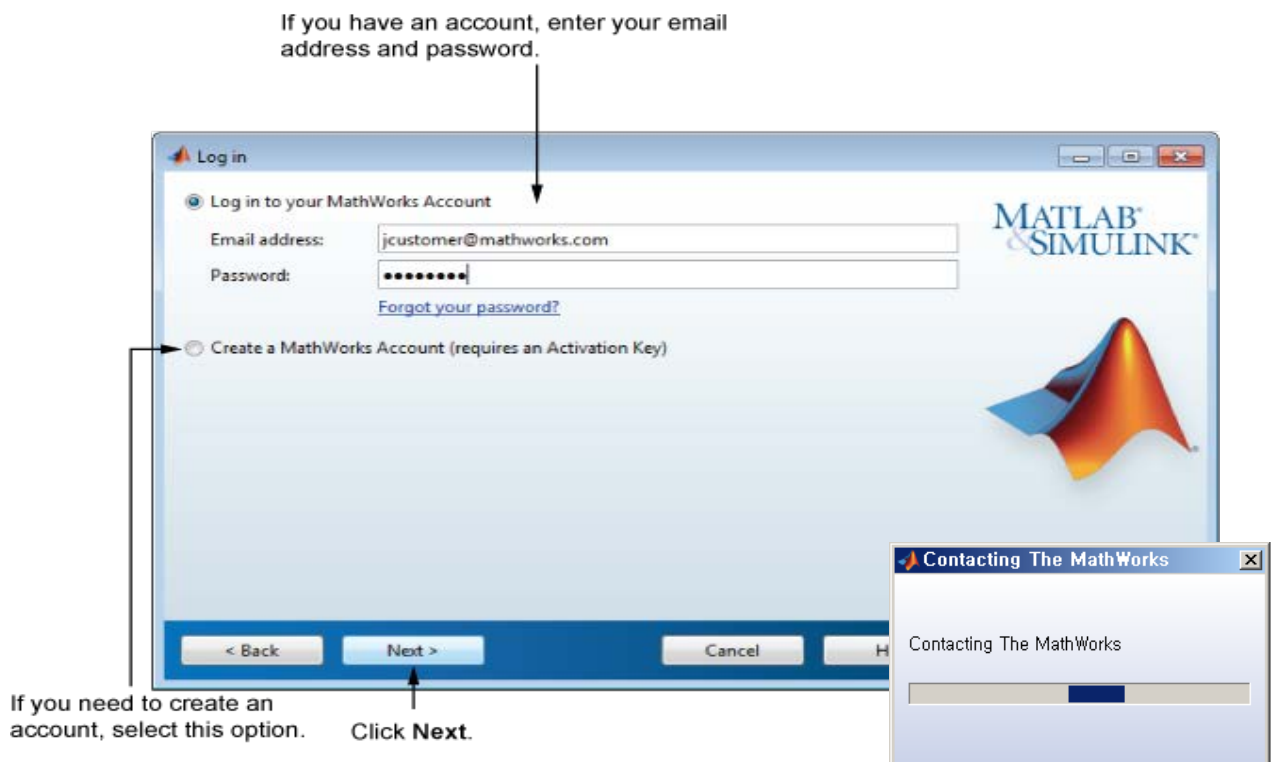 If you have an account, enter your email
address and password.
Log in
Log in to your MathWorks Account
Email address:
jcustomer@mathworks.com
Password:
••••••••
Forgot your password?
Create a MathWorks Account (requires an Activation Key)
MATLAB®
&SIMULINK®
< Back
Next >
Cancel
H
Contacting The MathWorks
Contacting The MathWorks
If you need to create an
account, select this option.
Click Next.